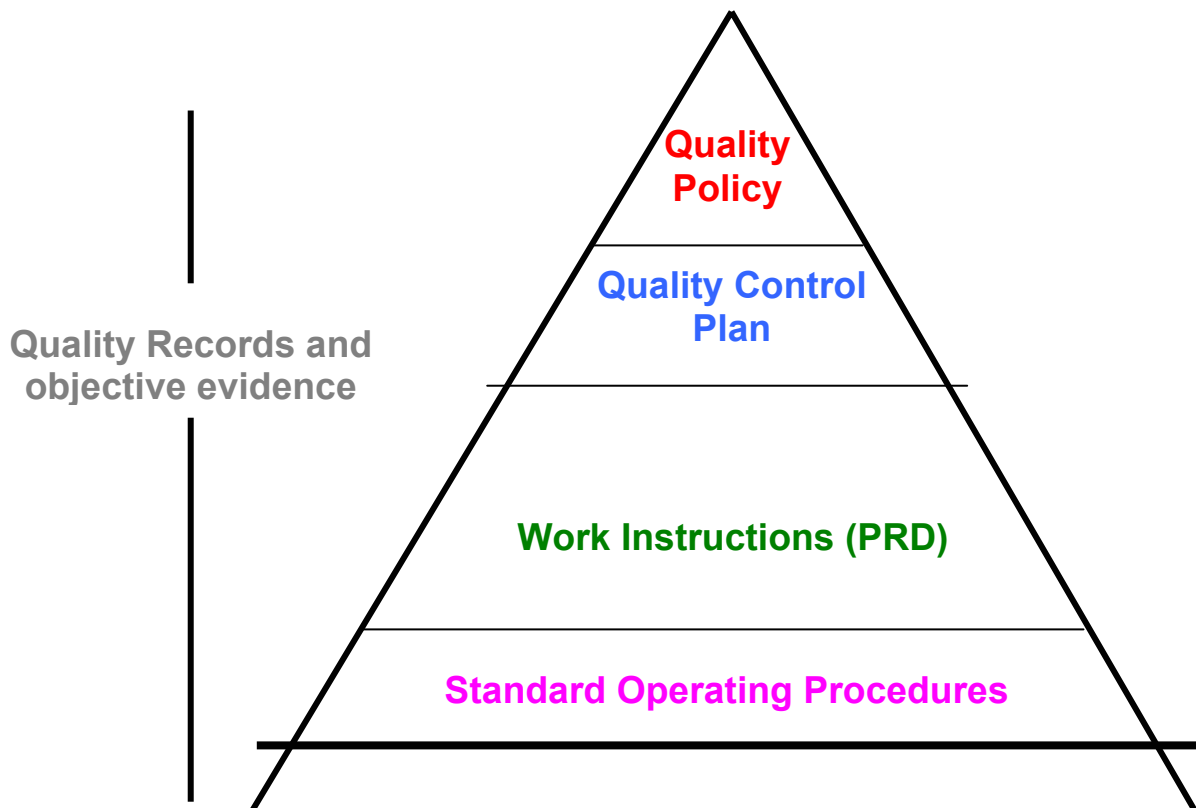 Quality
Policy
Quality Control
Plan
Quality Records and
objective evidence
Work Instructions (PRD)
Standard Operating Procedures